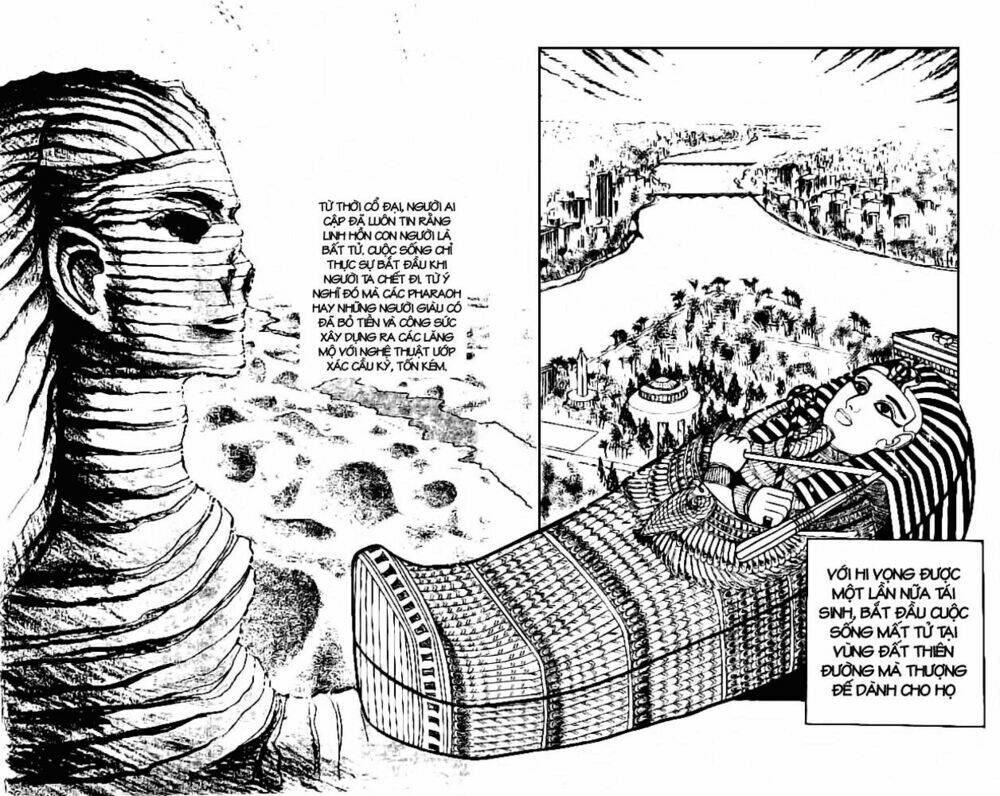 TỪ THỜI CỔ ĐẠI, NGƯỜI AI
CẬP ĐÃ LUÔN TIN RẰNG
LINH HỒN CON NGƯỜI LÀ
BẤT TỬ. CUỘC SỐNG CHỈ
THỰC SỰ BẮT ĐẦU KHI
NGƯỜI TA CHẾT ĐI. TỪ Ý
NGHĨ ĐÓ MÀ CÁC PHARAOH
HAY NHỮNG NGƯỜI GIÀU CÓ
ĐÃ BỎ TIỀN VÀ CÔNG SỨC
XÂY DỰNG RA CÁC LĂNG
MỘ VỚI NGHỆ THUẬT ƯỚP
XÁC CẦU KỲ, TỐN KÉM.
VỚI HI VỌNG ĐƯỢC
MỘT LẦN NỮA TÁI
SINH, BẮT ĐẦU CUỘC
SỐNG MẤT TỬ TẠI
VÙNG ĐẤT THIÊN
ĐƯỜNG MÀ THƯỢNG
ĐẾ DÀNH CHO HỌ